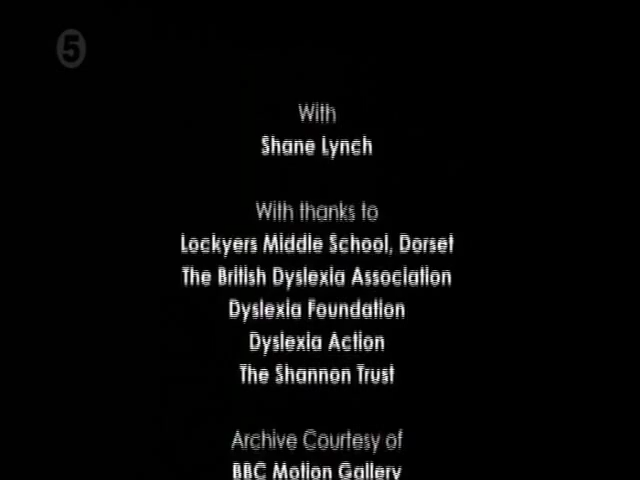 5
With
Shane Lynch
With thanks to
Lockyers Middle School, Dorset
The British Dyslexia Association
Dyslexia Foundation
Dyslexia Action
The Shannon Trust
Archive Courtesy of
BBC Motion Gallery